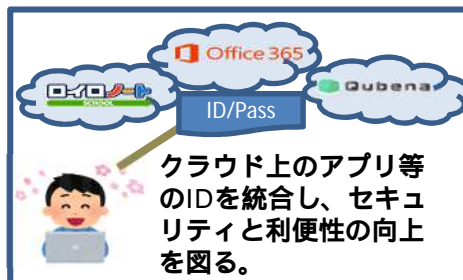 Office 365
ロイロノート
SCHOOL
Qubena
ID/Pass
クラウド上のアプリ等
のIDを統合し、セキュ
リティと利便性の向上
を図る。